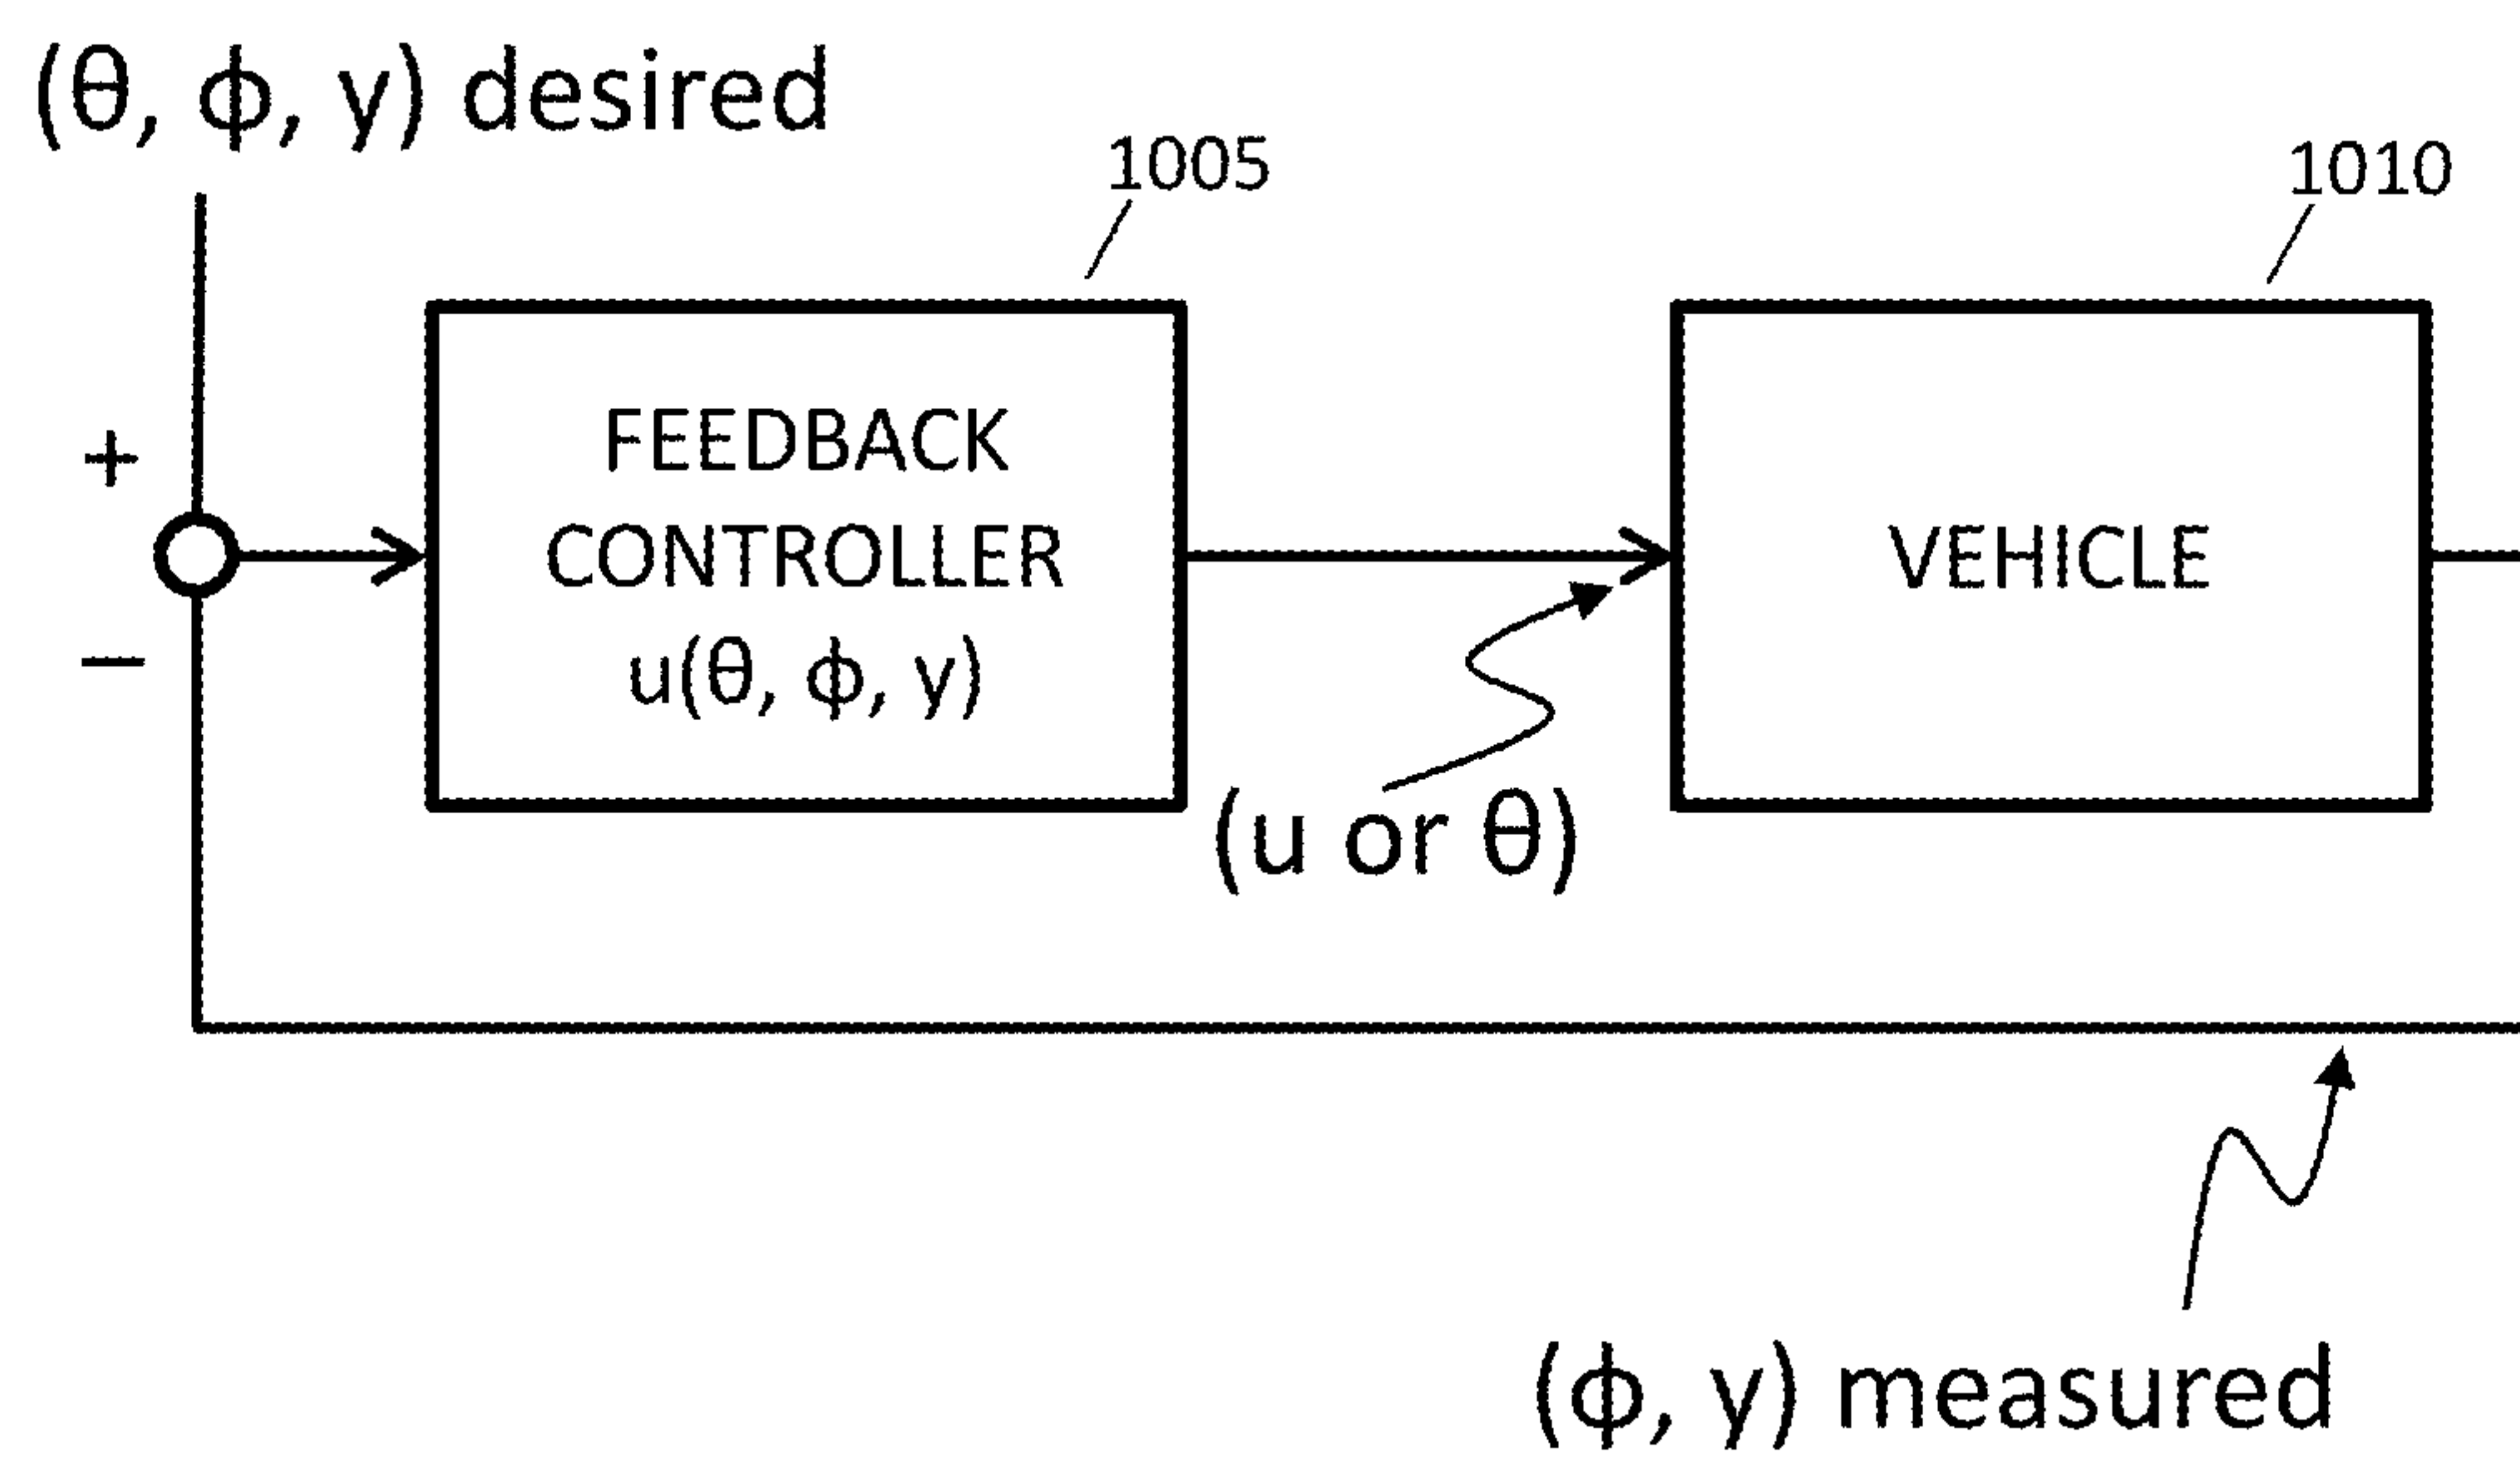 (θ, ϕ, y) desired
1005
1010
+
FEEDBACK
CONTROLLER
u(θ, ϕ, y)
VEHICLE
−
(u or θ)
(ϕ, y) measured